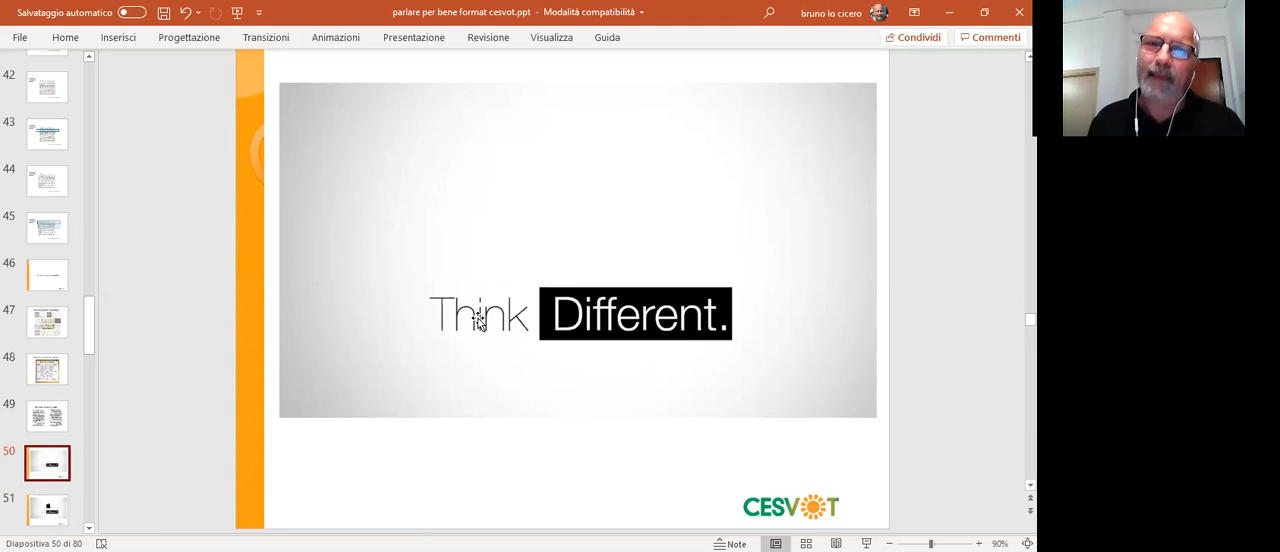 Salvataggio automatico
parlare per bene format cesvot.ppt - Modalità compatibilità
bruno lo cicero
File Home Inserisci Progettazione Transizioni Animazioni Presentazione Revisione Visualizza Guida
Condividi Commenti
42
43
44
45
46
47
48
49
50
51
Think Different.
CESVOT
Diapositiva 50 di 80
Note
90%